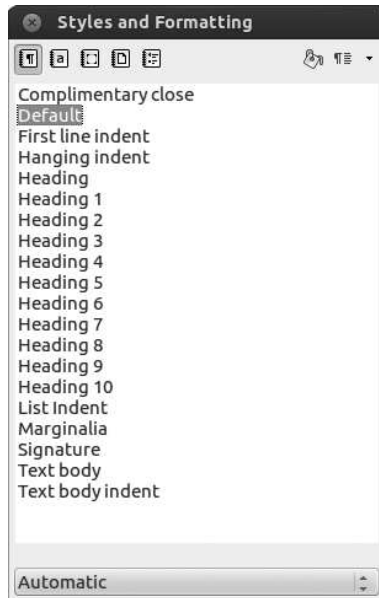 Styles and Formatting
Complimentary close
Default
First line indent
Hanging indent
Heading
Heading 1
Heading 2
Heading 3
Heading 4
Heading 5
Heading 6
Heading 7
Heading 8
Heading 9
Heading 10
List Indent
Marginalia
Signature
Text body
Text body indent
Automatic